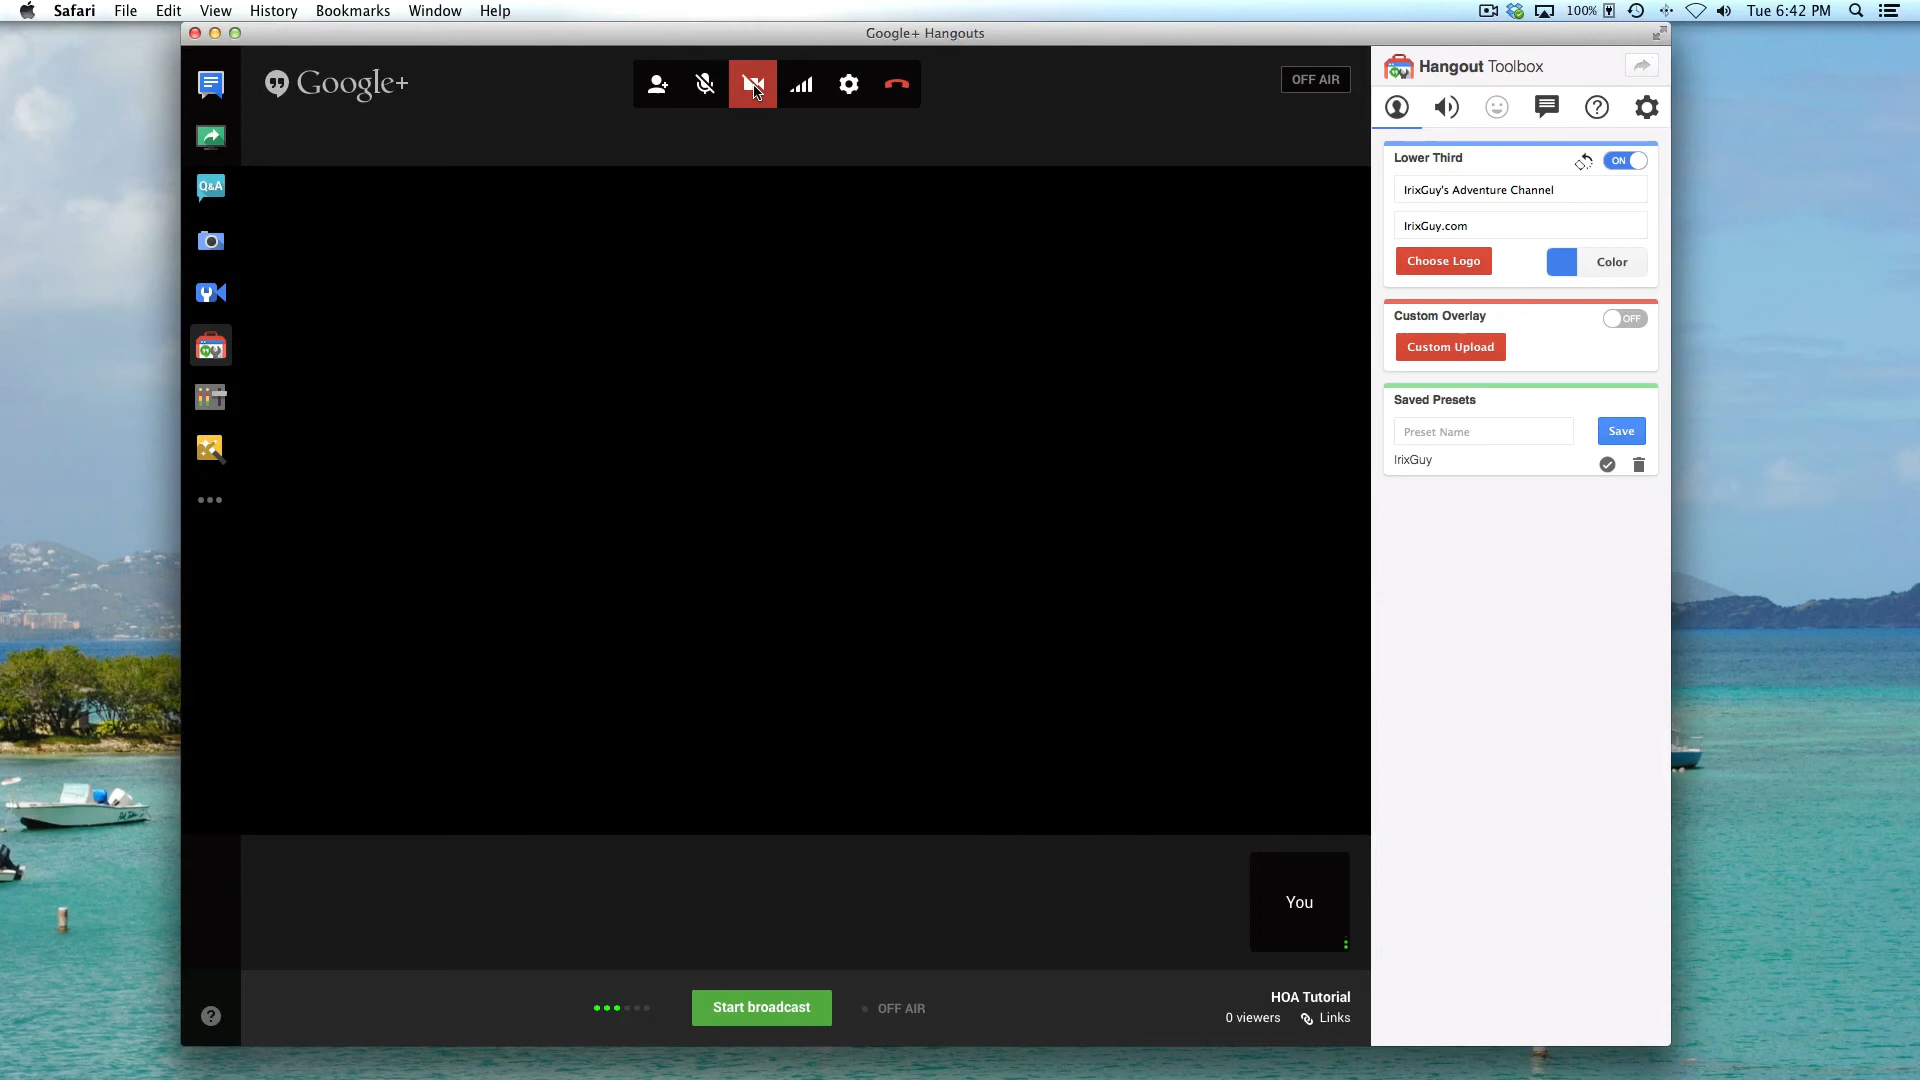 Safari File Edit View History Bookmarks Window Help 100% Tue 6:42 PM
Google+ Hangouts
Google+
OFF AIR
Hangout Toolbox
Q&A
Lower Third
ON
IrixGuy's Adventure Channel
IrixGuy.com
Choose Logo
Color
Custom Overlay
OFF
Custom Upload
Saved Presets
Preset Name
Save
IrixGuy
You
Start broadcast
OFF AIR
HOA Tutorial
0 viewers
Links